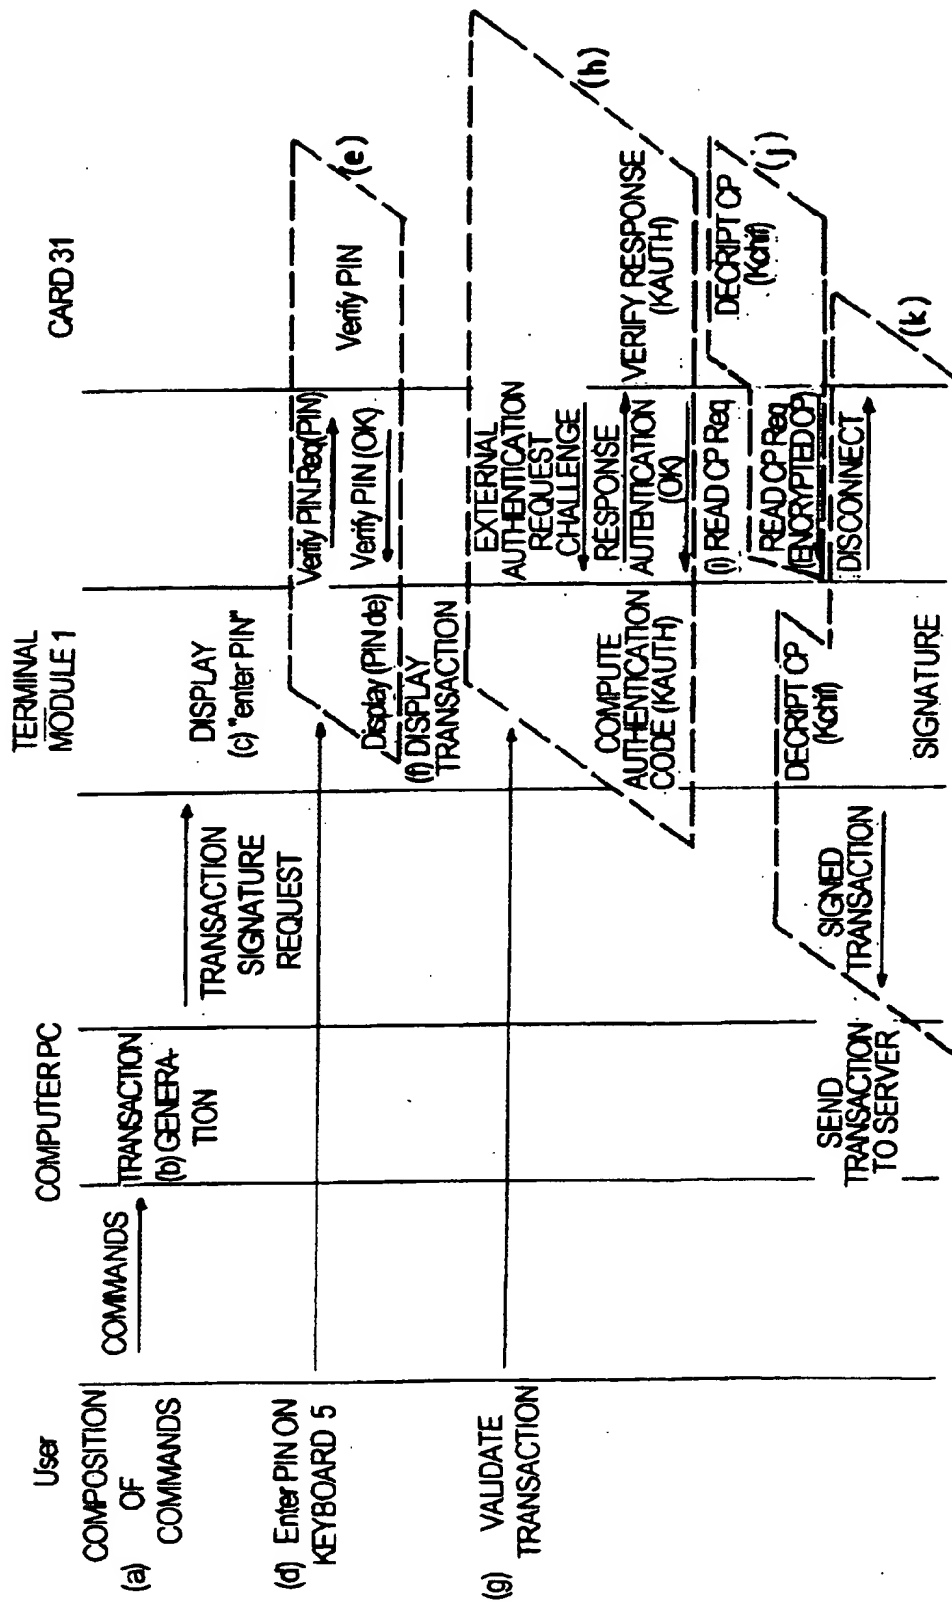 User
COMPUTER PC
TERMINAL
MODULE 1
CARD 31
COMPOSITION
(a) OF
COMMANDS
COMMANDS
TRANSACTION
(b) GENERA-
TION
TRANSACTION
SIGNATURE
REQUEST
DISPLAY
(c) "enter PIN"
(d) Enter PIN ON
KEYBOARD 5
Verify PIN.Req(PIN)
Verify PIN (OK)
Verify PIN
(e)
Display (PIN de)
(f) DISPLAY
TRANSACTION
(g) VALIDATE
TRANSACTION
EXTERNAL
AUTHENTICATION
REQUEST
CHALLENGE
RESPONSE
AUTENTICATION
(OK)
COMPUTE
AUTHENTICATION
CODE (KAUTH)
VERIFY RESPONSE
(KAUTH)
(h)
(i) READ CP Req
READ CP Req
(ENCRYPTED CP)
DECRIPT CP
(Kchif)
(j)
DECRIPT CP
(Kchif)
DISCONNECT
(k)
SIGNATURE
SIGNED
TRANSACTION
SEND
TRANSACTION
TO SERVER